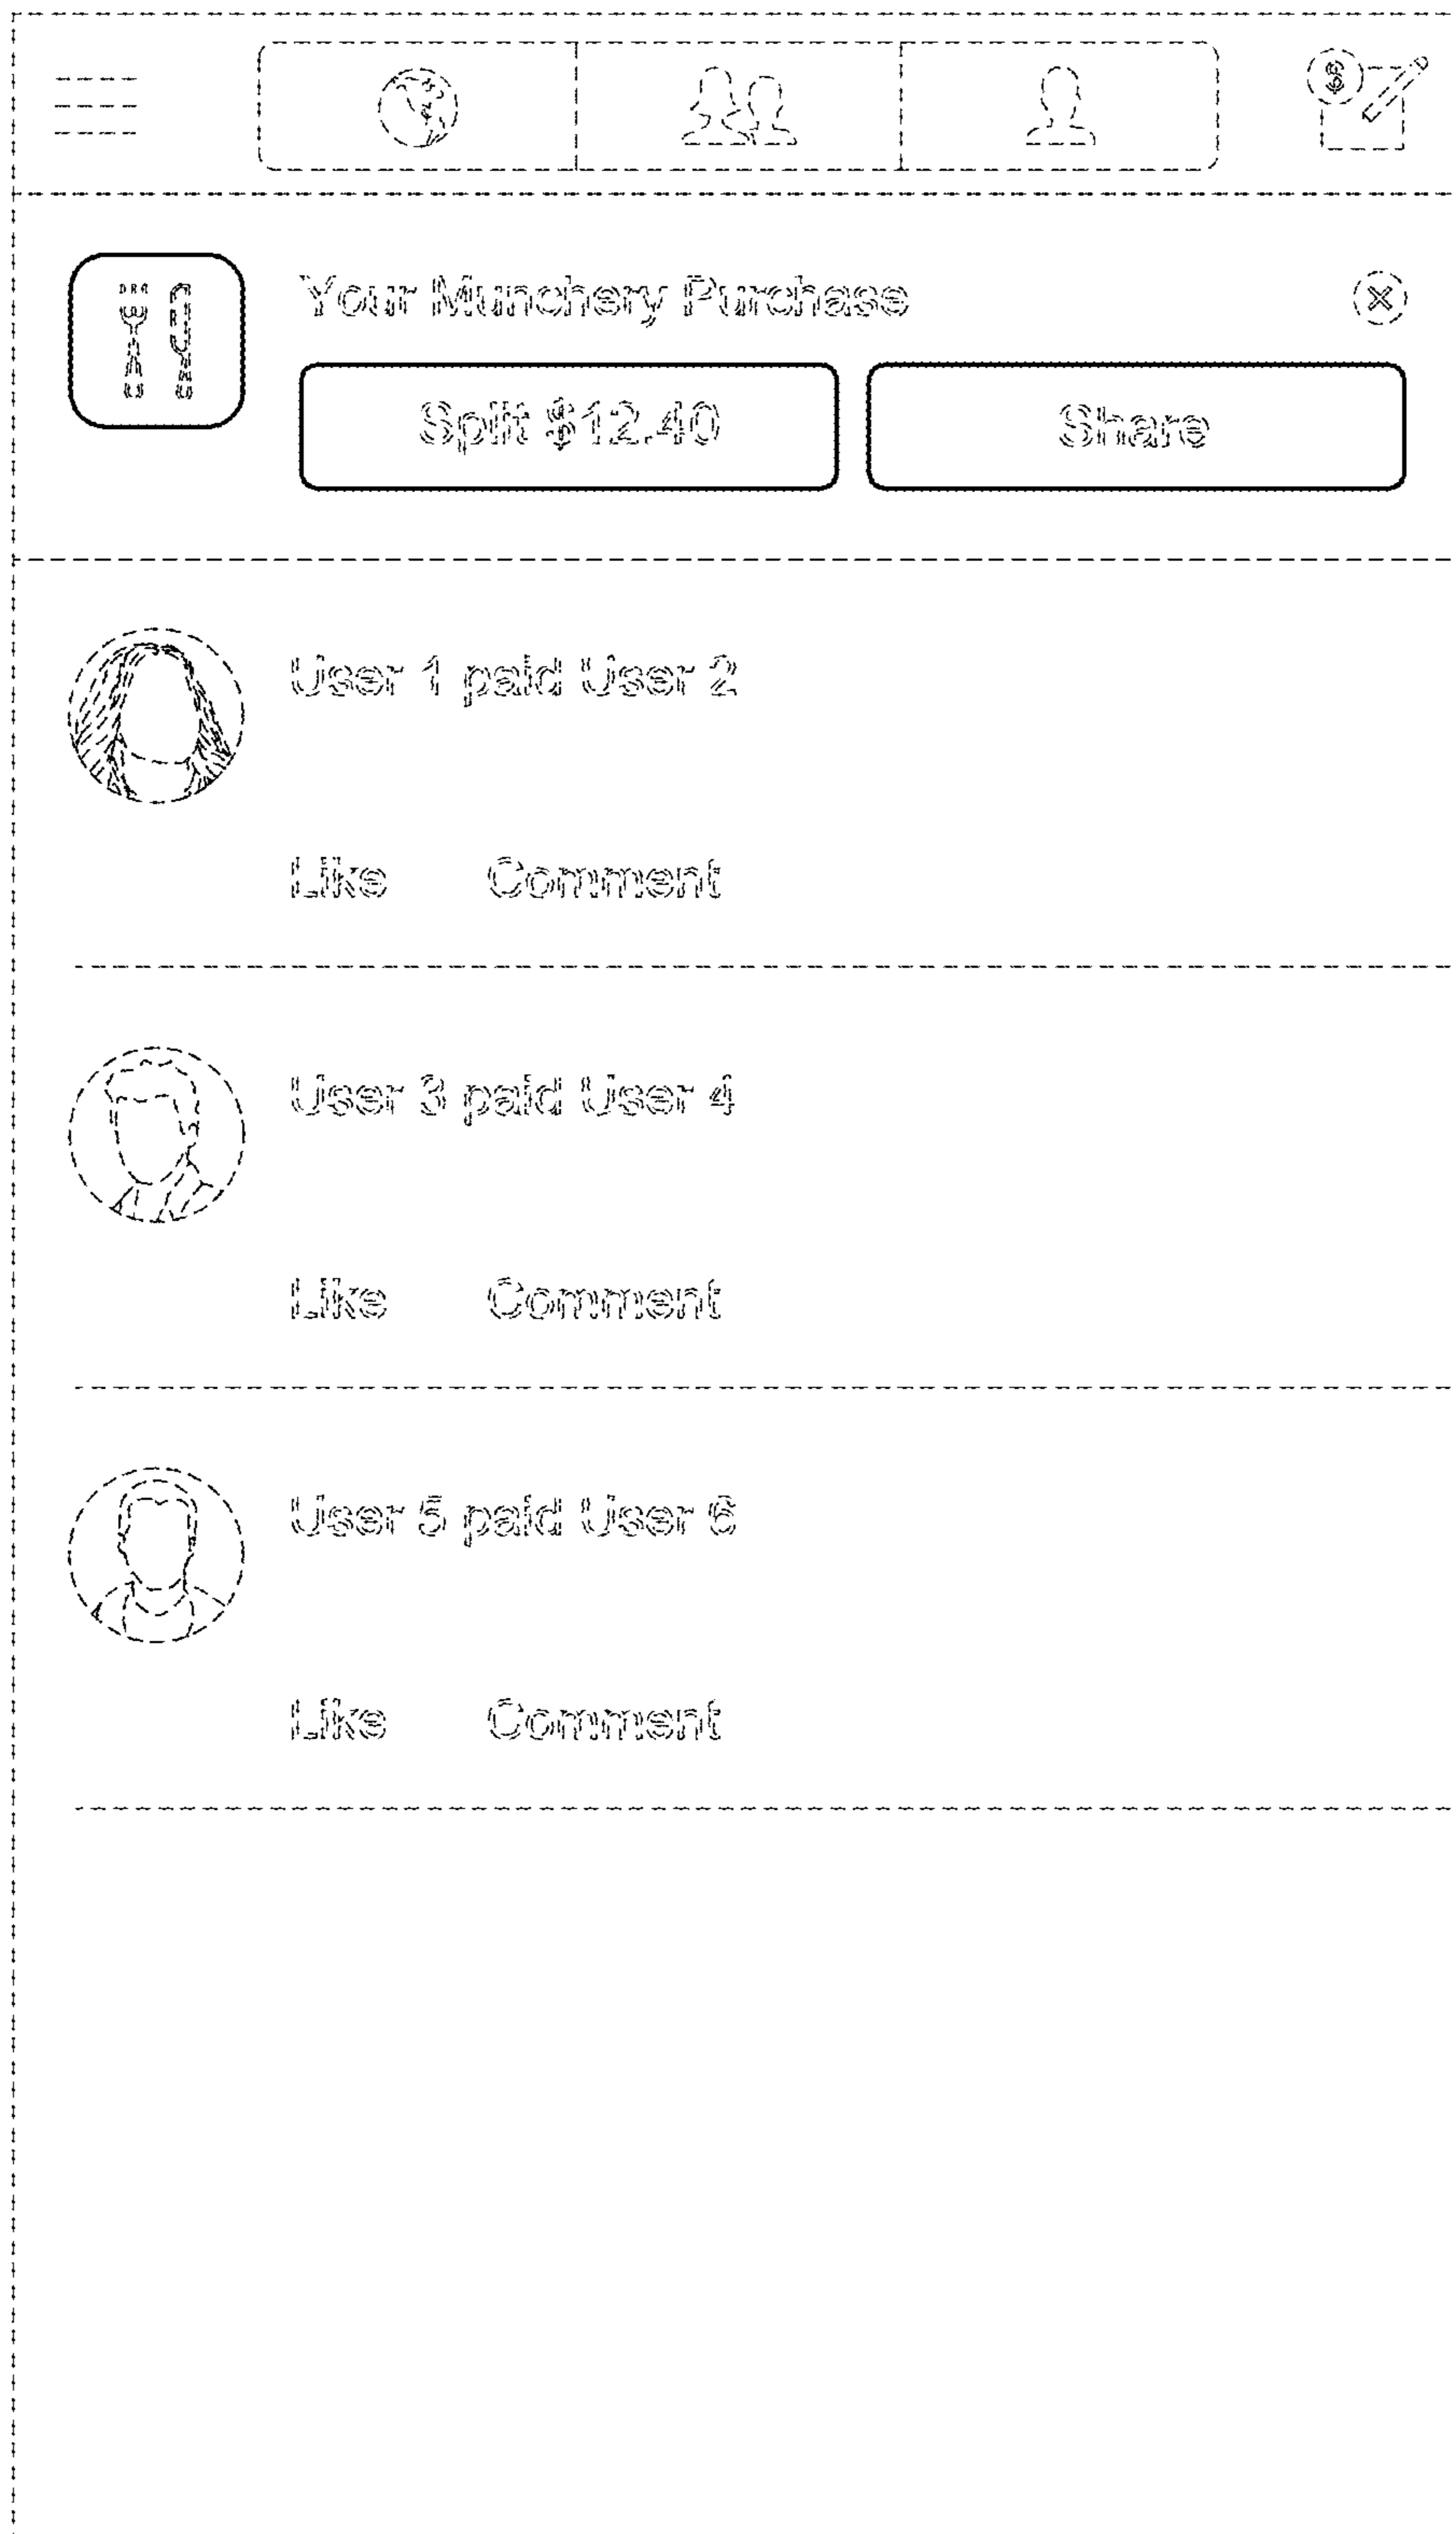 $
Your Munchery Purchase
Split $12.40
Share
User 1 paid User 2
Like Comment
User 3 paid User 4
Like Comment
User 5 paid User 6
Like Comment